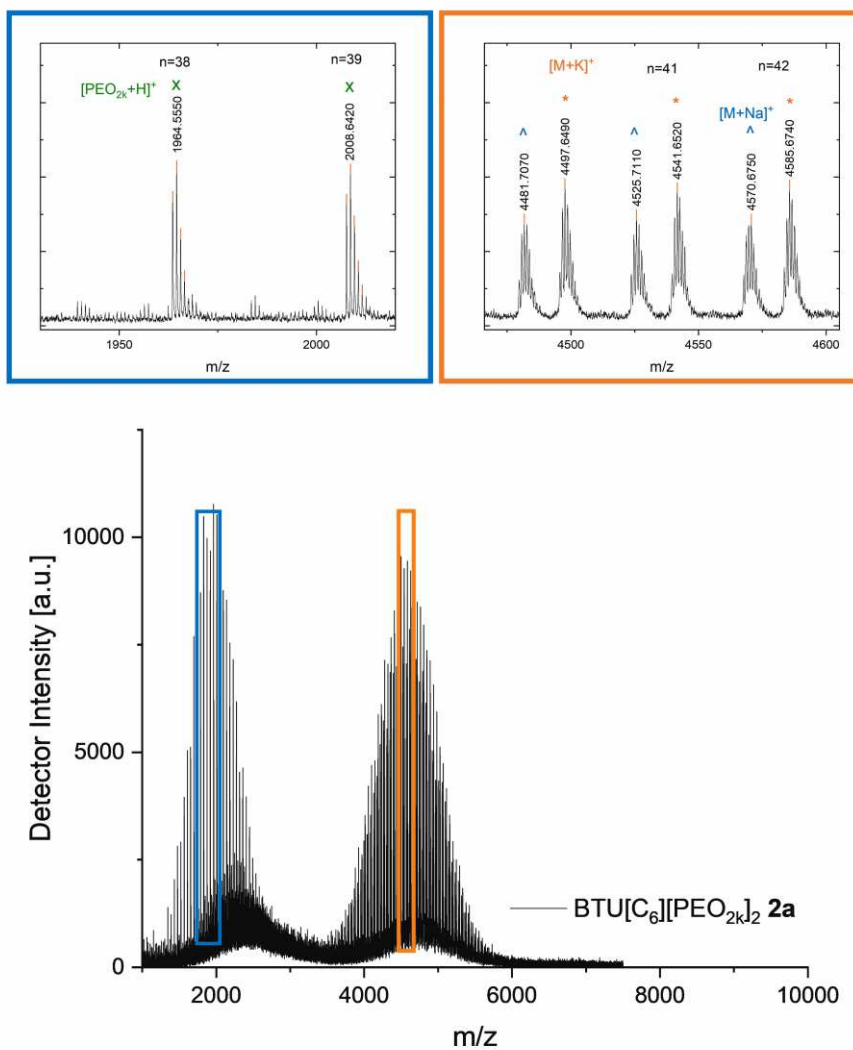 n=38
n=39
[PEO2k+H]+
X
X
1964.5550
2008.6420
1950
2000
m/z
[M+K]+
n=41
n=42
*
*
*
[M+Na]+
^
^
^
4481.7070
4497.6490
4525.7110
4541.6520
4570.6750
4585.6740
4500
4550
4600
m/z
10000
5000
0
Detector Intensity [a.u.]
BTU[C6][PEO2k]2 2a
2000
4000
6000
8000
10000
m/z